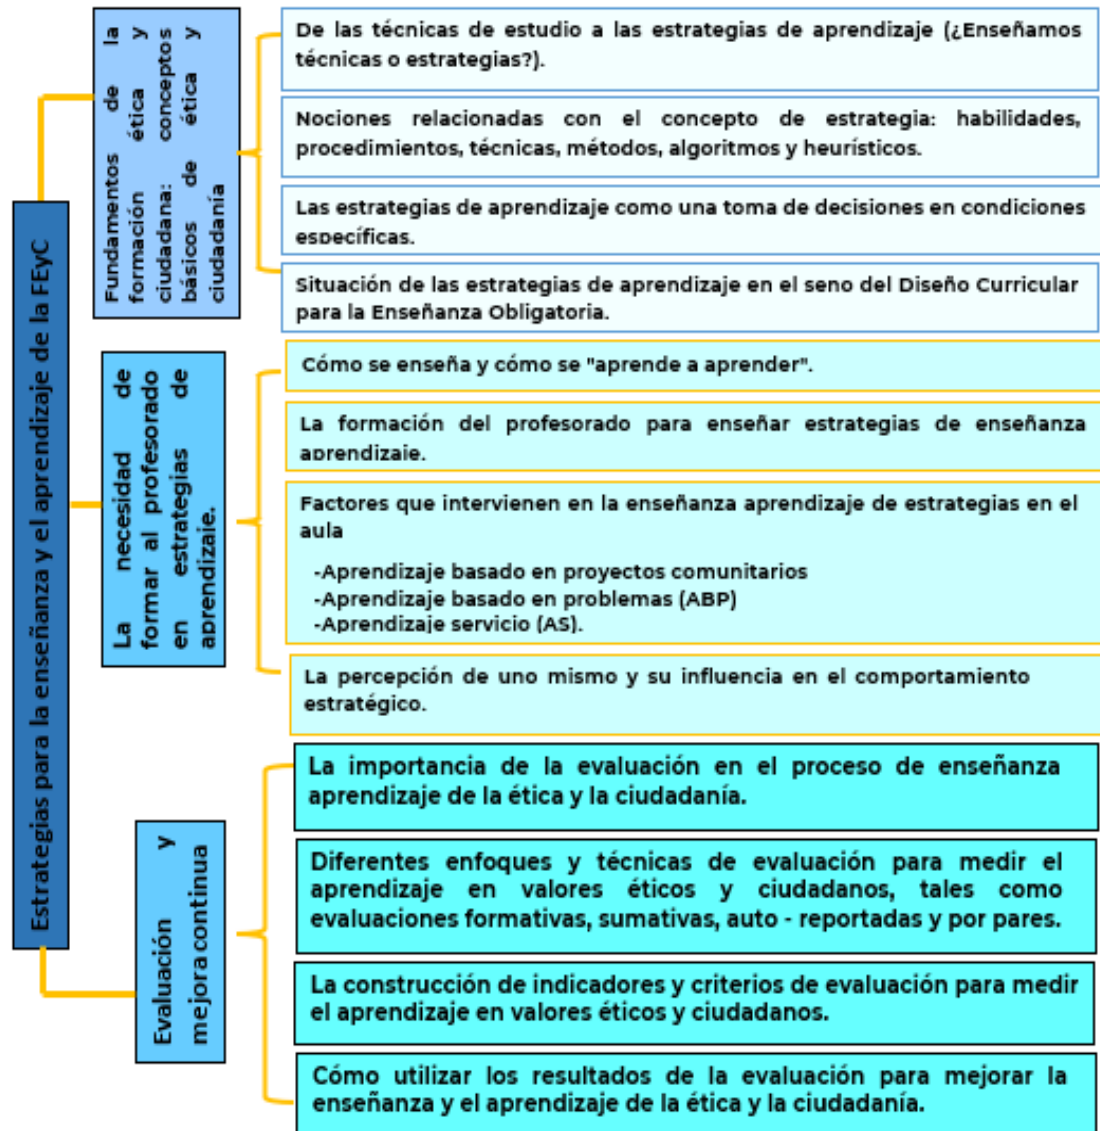 Estrategias para la enseñanza y el aprendizaje de la FEyC
Fundamentos de la
formación ética y
ciudadana: conceptos
básicos de ética y
ciudadanía
De las técnicas de estudio a las estrategias de aprendizaje (¿Enseñamos
técnicas o estrategias?).
Nociones relacionadas con el concepto de estrategia: habilidades,
procedimientos, técnicas, métodos, algoritmos y heurísticos.
Las estrategias de aprendizaje como una toma de decisiones en condiciones
específicas.
Situación de las estrategias de aprendizaje en el seno del Diseño Curricular
para la Enseñanza Obligatoria.
La necesidad de
formar al profesorado
en estrategias de
aprendizaje.
Cómo se enseña y cómo se "aprende a aprender".
La formación del profesorado para enseñar estrategias de enseñanza
aprendizaje.
Factores que intervienen en la enseñanza aprendizaje de estrategias en el
aula
-Aprendizaje basado en proyectos comunitarios
-Aprendizaje basado en problemas (ABP)
-Aprendizaje servicio (AS).
La percepción de uno mismo y su influencia en el comportamiento
estratégico.
Evaluación y
mejora continua
La importancia de la evaluación en el proceso de enseñanza
aprendizaje de la ética y la ciudadanía.
Diferentes enfoques y técnicas de evaluación para medir el
aprendizaje en valores éticos y ciudadanos, tales como
evaluaciones formativas, sumativas, auto - reportadas y por pares.
La construcción de indicadores y criterios de evaluación para medir
el aprendizaje en valores éticos y ciudadanos.
Cómo utilizar los resultados de la evaluación para mejorar la
enseñanza y el aprendizaje de la ética y la ciudadanía.